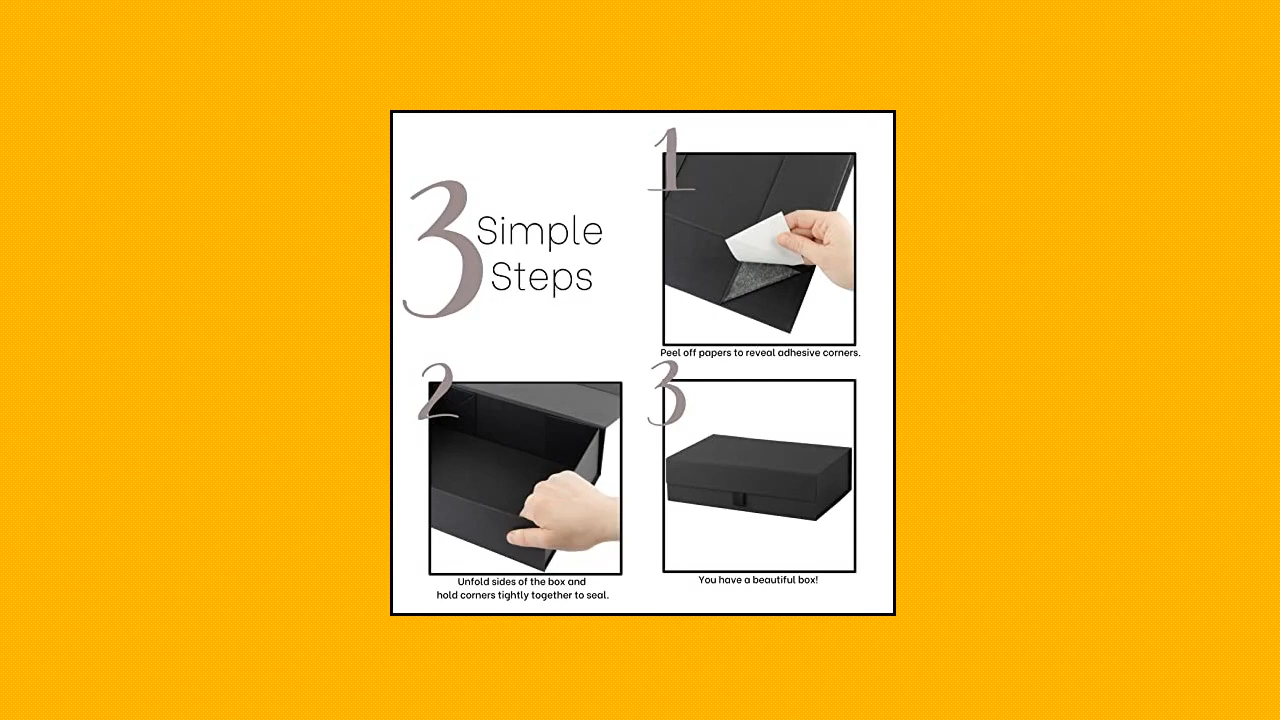 3 Simple
Steps
1
Peel off papers to reveal adhesive corners.
2
Unfold sides of the box and
hold corners tightly together to seal.
3
You have a beautiful box!